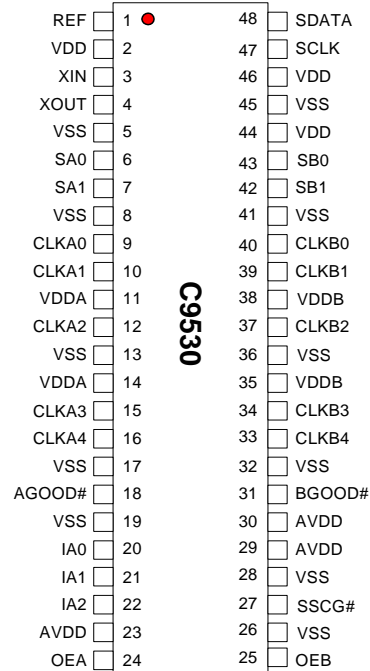 REF 1 48 SDATA
VDD 2 47 SCLK
XIN 3 46 VDD
XOUT 4 45 VSS
VSS 5 44 VDD
SA0 6 43 SB0
SA1 7 42 SB1
VSS 8 41 VSS
CLKA0 9 40 CLKB0
CLKA1 10 39 CLKB1
VDDA 11 38 VDDB
CLKA2 12 37 CLKB2
VSS 13 36 VSS
VDDA 14 35 VDDB
CLKA3 15 34 CLKB3
CLKA4 16 33 CLKB4
VSS 17 32 VSS
AGOOD# 18 31 BGOOD#
VSS 19 30 AVDD
IA0 20 29 AVDD
IA1 21 28 VSS
IA2 22 27 SSCG#
AVDD 23 26 VSS
OEA 24 25 OEB
C9530